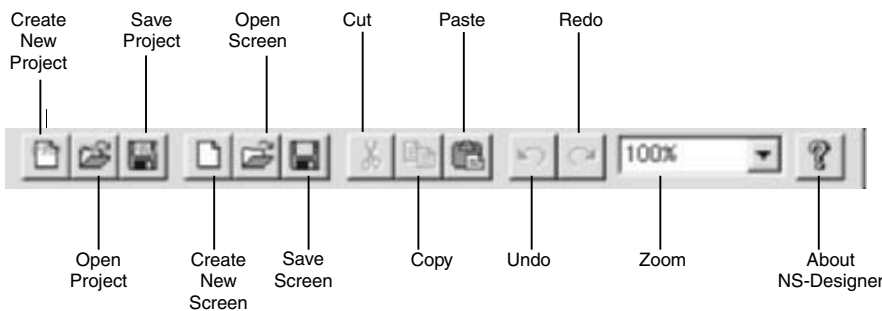 Create
New
Project
Save
Project
Open
Screen
Cut
Paste
Redo
100%
Open
Project
Create
New
Screen
Save
Screen
Copy
Undo
Zoom
About
NS-Designer